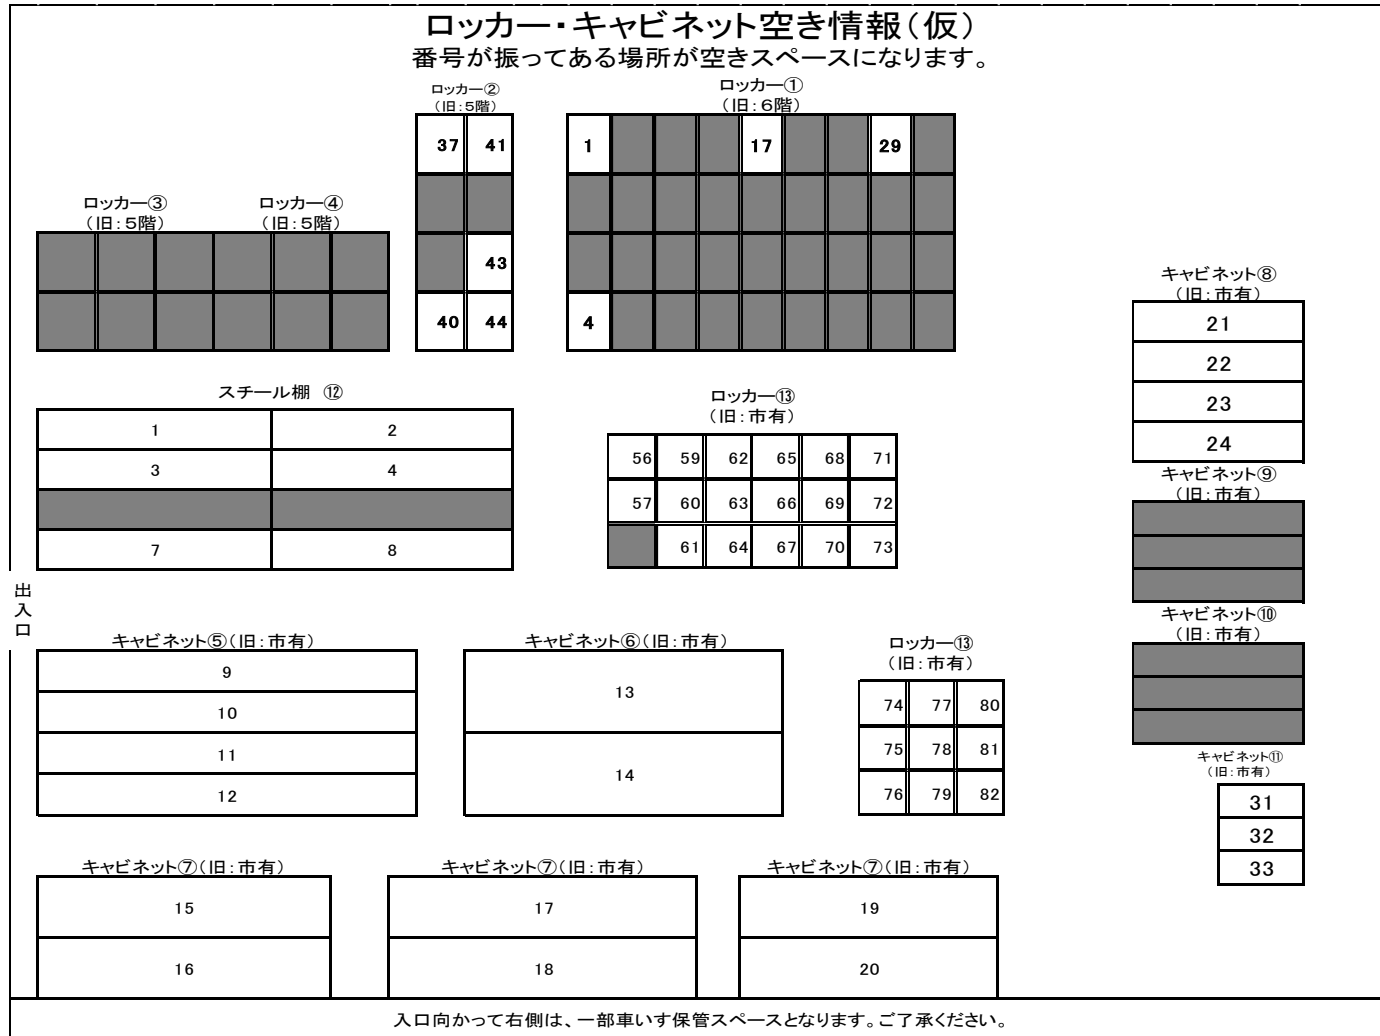 ロッカー・キャビネット空き情報（仮）
番号が振ってある場所が空きスペースになります。
ロッカー②
（旧：5階）
37 41
43
40 44
ロッカー①
（旧：6階）
1 17 29
4
ロッカー③
（旧：5階）
ロッカー④
（旧：5階）
キャビネット⑧
（旧：市有）
21
22
23
24
スチール棚 ⑫
1 2
3 4
7 8
ロッカー⑬
（旧：市有）
56 59 62 65 68 71
57 60 63 66 69 72
61 64 67 70 73
キャビネット⑨
（旧：市有）
出入口
キャビネット⑩
（旧：市有）
キャビネット⑤（旧：市有）
9
10
11
12
キャビネット⑥（旧：市有）
13
14
ロッカー⑬
（旧：市有）
74 77 80
75 78 81
76 79 82
キャビネット⑪
（旧：市有）
31
32
33
キャビネット⑦（旧：市有）
15
16
キャビネット⑦（旧：市有）
17
18
キャビネット⑦（旧：市有）
19
20
入口向かって右側は、一部車いす保管スペースとなります。ご了承ください。